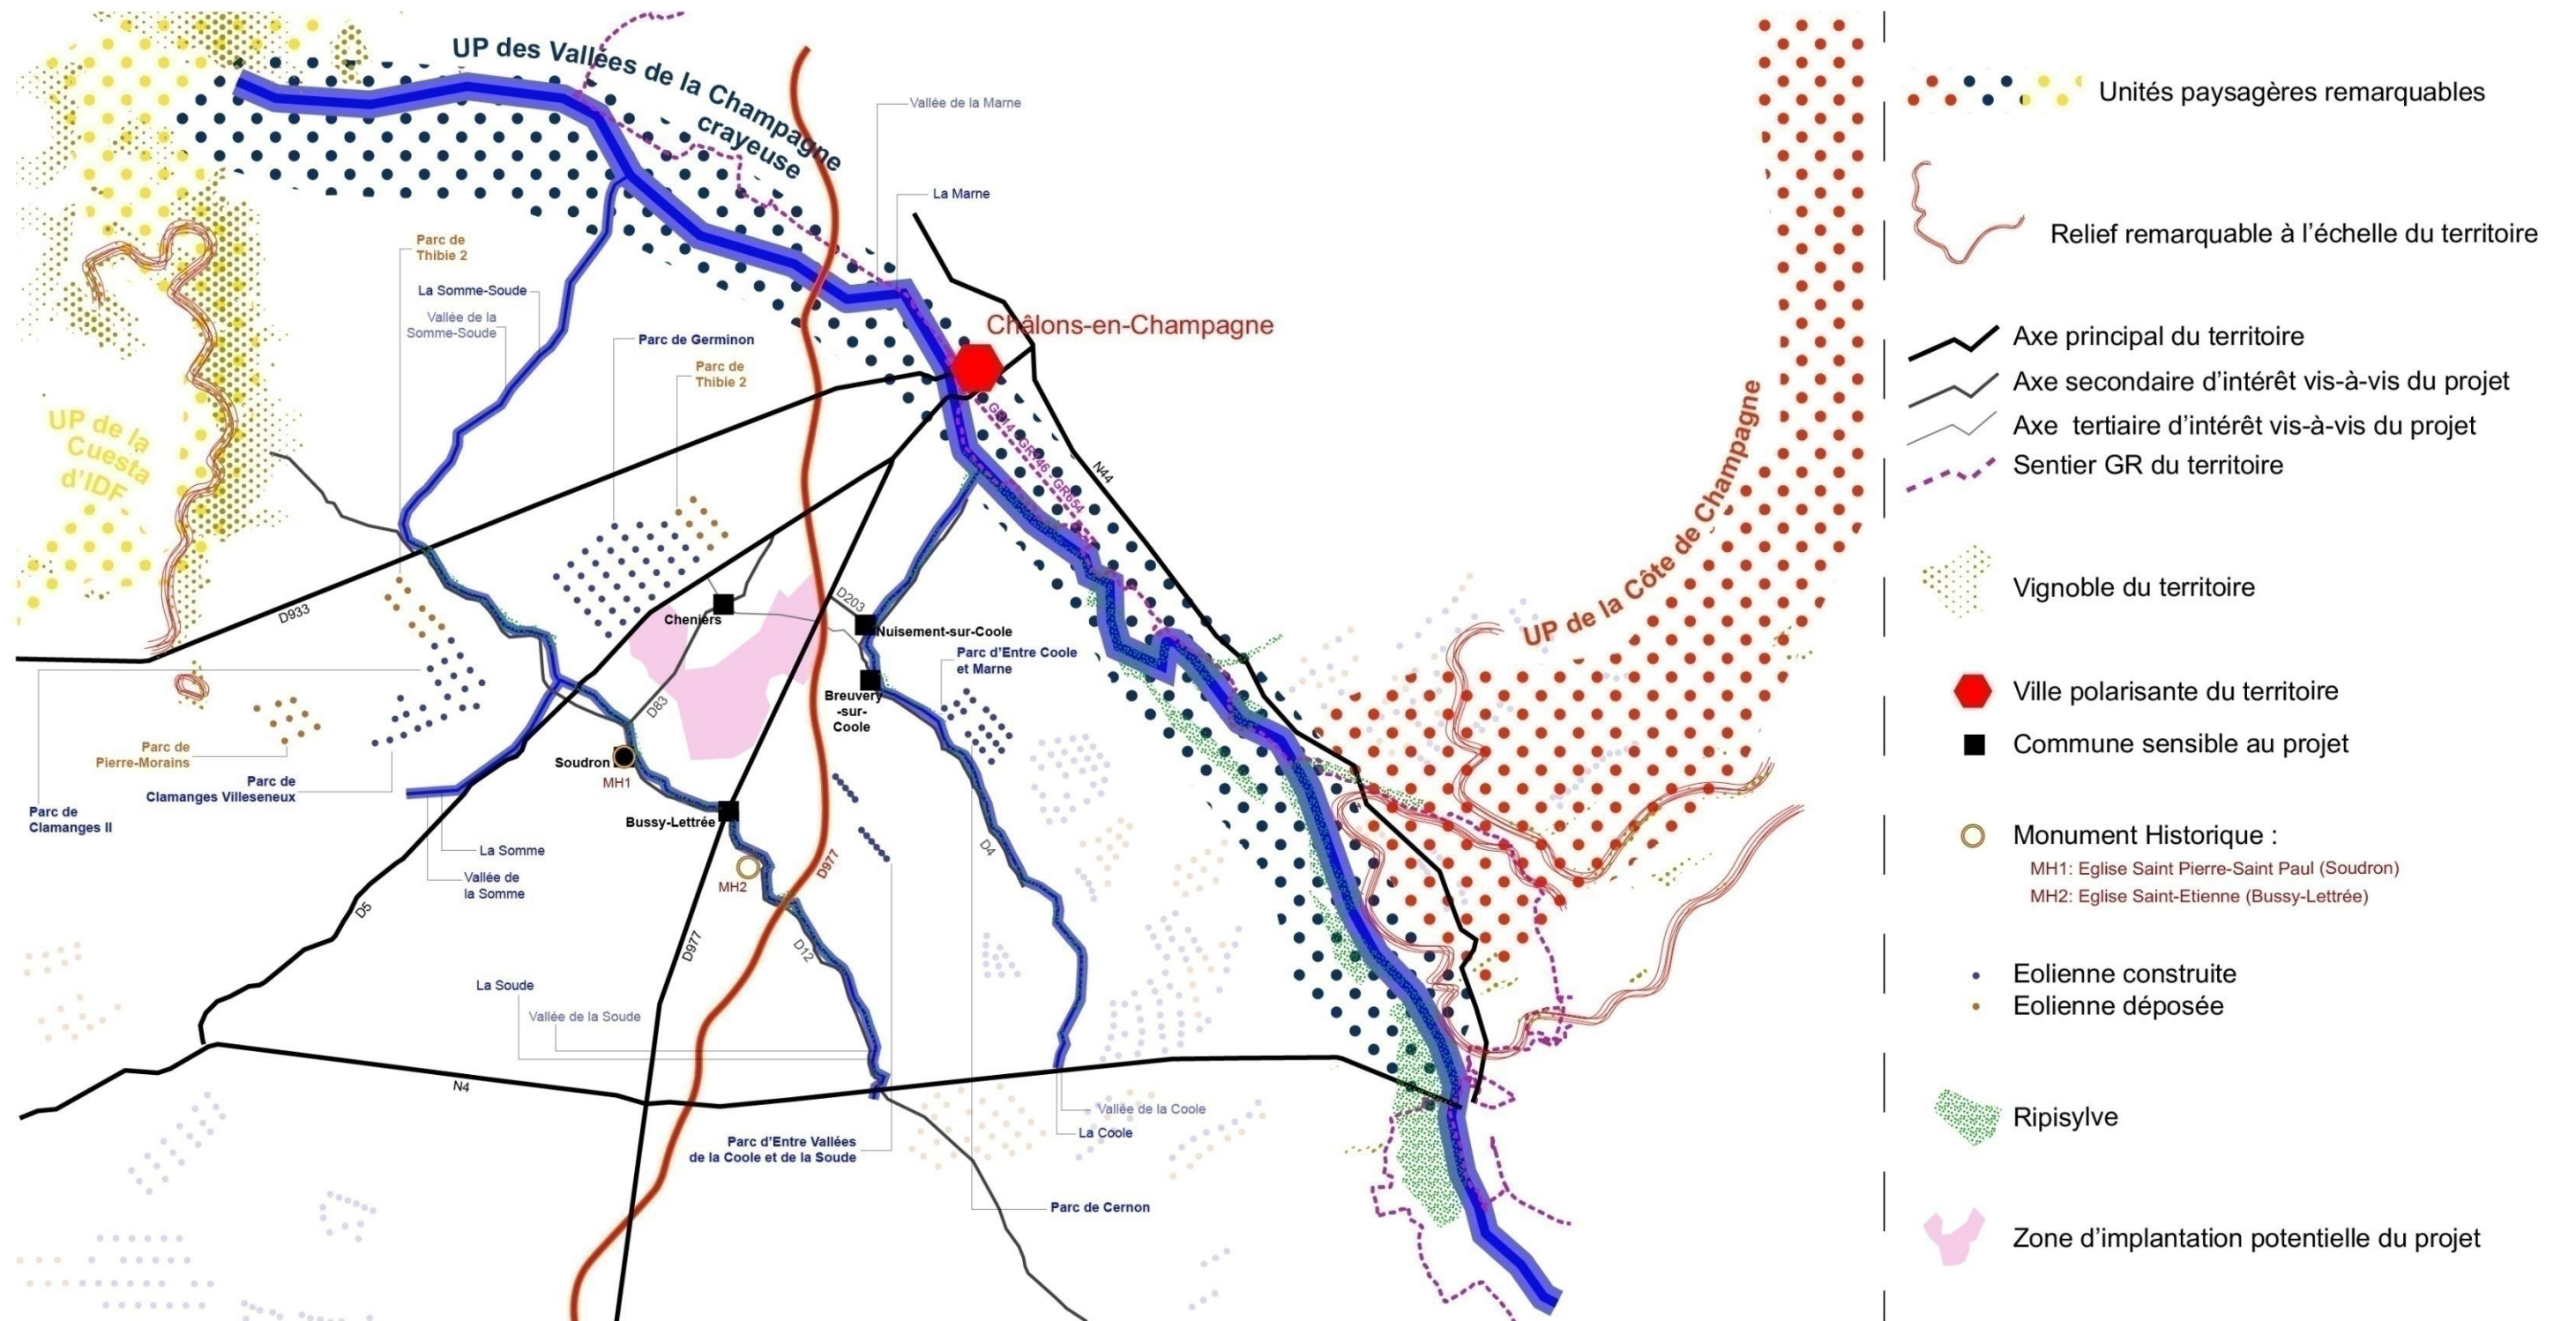 UP des Vallées de la Champagne
crayeuse
Vallée de la Marne
La Marne
Parc de
Thibie 2
La Somme-Soude
Vallée de la
Somme-Soude
Châlons-en-Champagne
Parc de Germinon
Parc de
Thibie 2
UP de la
Cuesta
d'IDF
GR14 GR146 GR654
N44
UP de la Côte de Champagne
D933
D203
Cheniers
Nuisement-sur-Coole
Parc d'Entre Coole
et Marne
D83
Breuvery
-sur-
Coole
Parc de
Pierre-Morains
Soudron
MH1
Parc de
Clamanges Villeseneux
Parc de
Clamanges II
Bussy-Lettrée
La Somme
Vallée de
la Somme
MH2
D977
D4
D5
D977
D12
La Soude
Vallée de la Soude
N4
Vallée de la Coole
La Coole
Parc d'Entre Vallées
de la Coole et de la Soude
Parc de Cernon
Unités paysagères remarquables
Relief remarquable à l'échelle du territoire
Axe principal du territoire
Axe secondaire d'intérêt vis-à-vis du projet
Axe tertiaire d'intérêt vis-à-vis du projet
Sentier GR du territoire
Vignoble du territoire
Ville polarisante du territoire
Commune sensible au projet
Monument Historique :
MH1: Eglise Saint Pierre-Saint Paul (Soudron)
MH2: Eglise Saint-Etienne (Bussy-Lettrée)
Eolienne construite
Eolienne déposée
Ripisylve
Zone d'implantation potentielle du projet